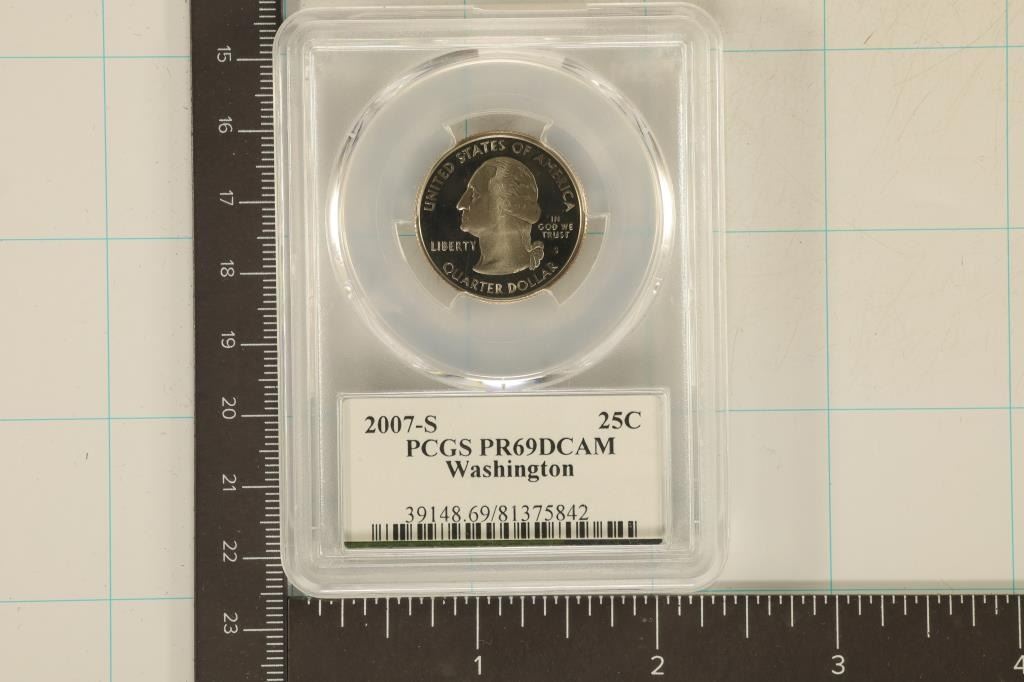 UNITED STATES OF AMERICA
LIBERTY
IN
GOD WE
TRUST
S
QUARTER DOLLAR
2007-S 25C
PCGS PR69DCAM
Washington
39148.69/81375842
15
16
17
18
19
20
21
22
23
1 2 3 4